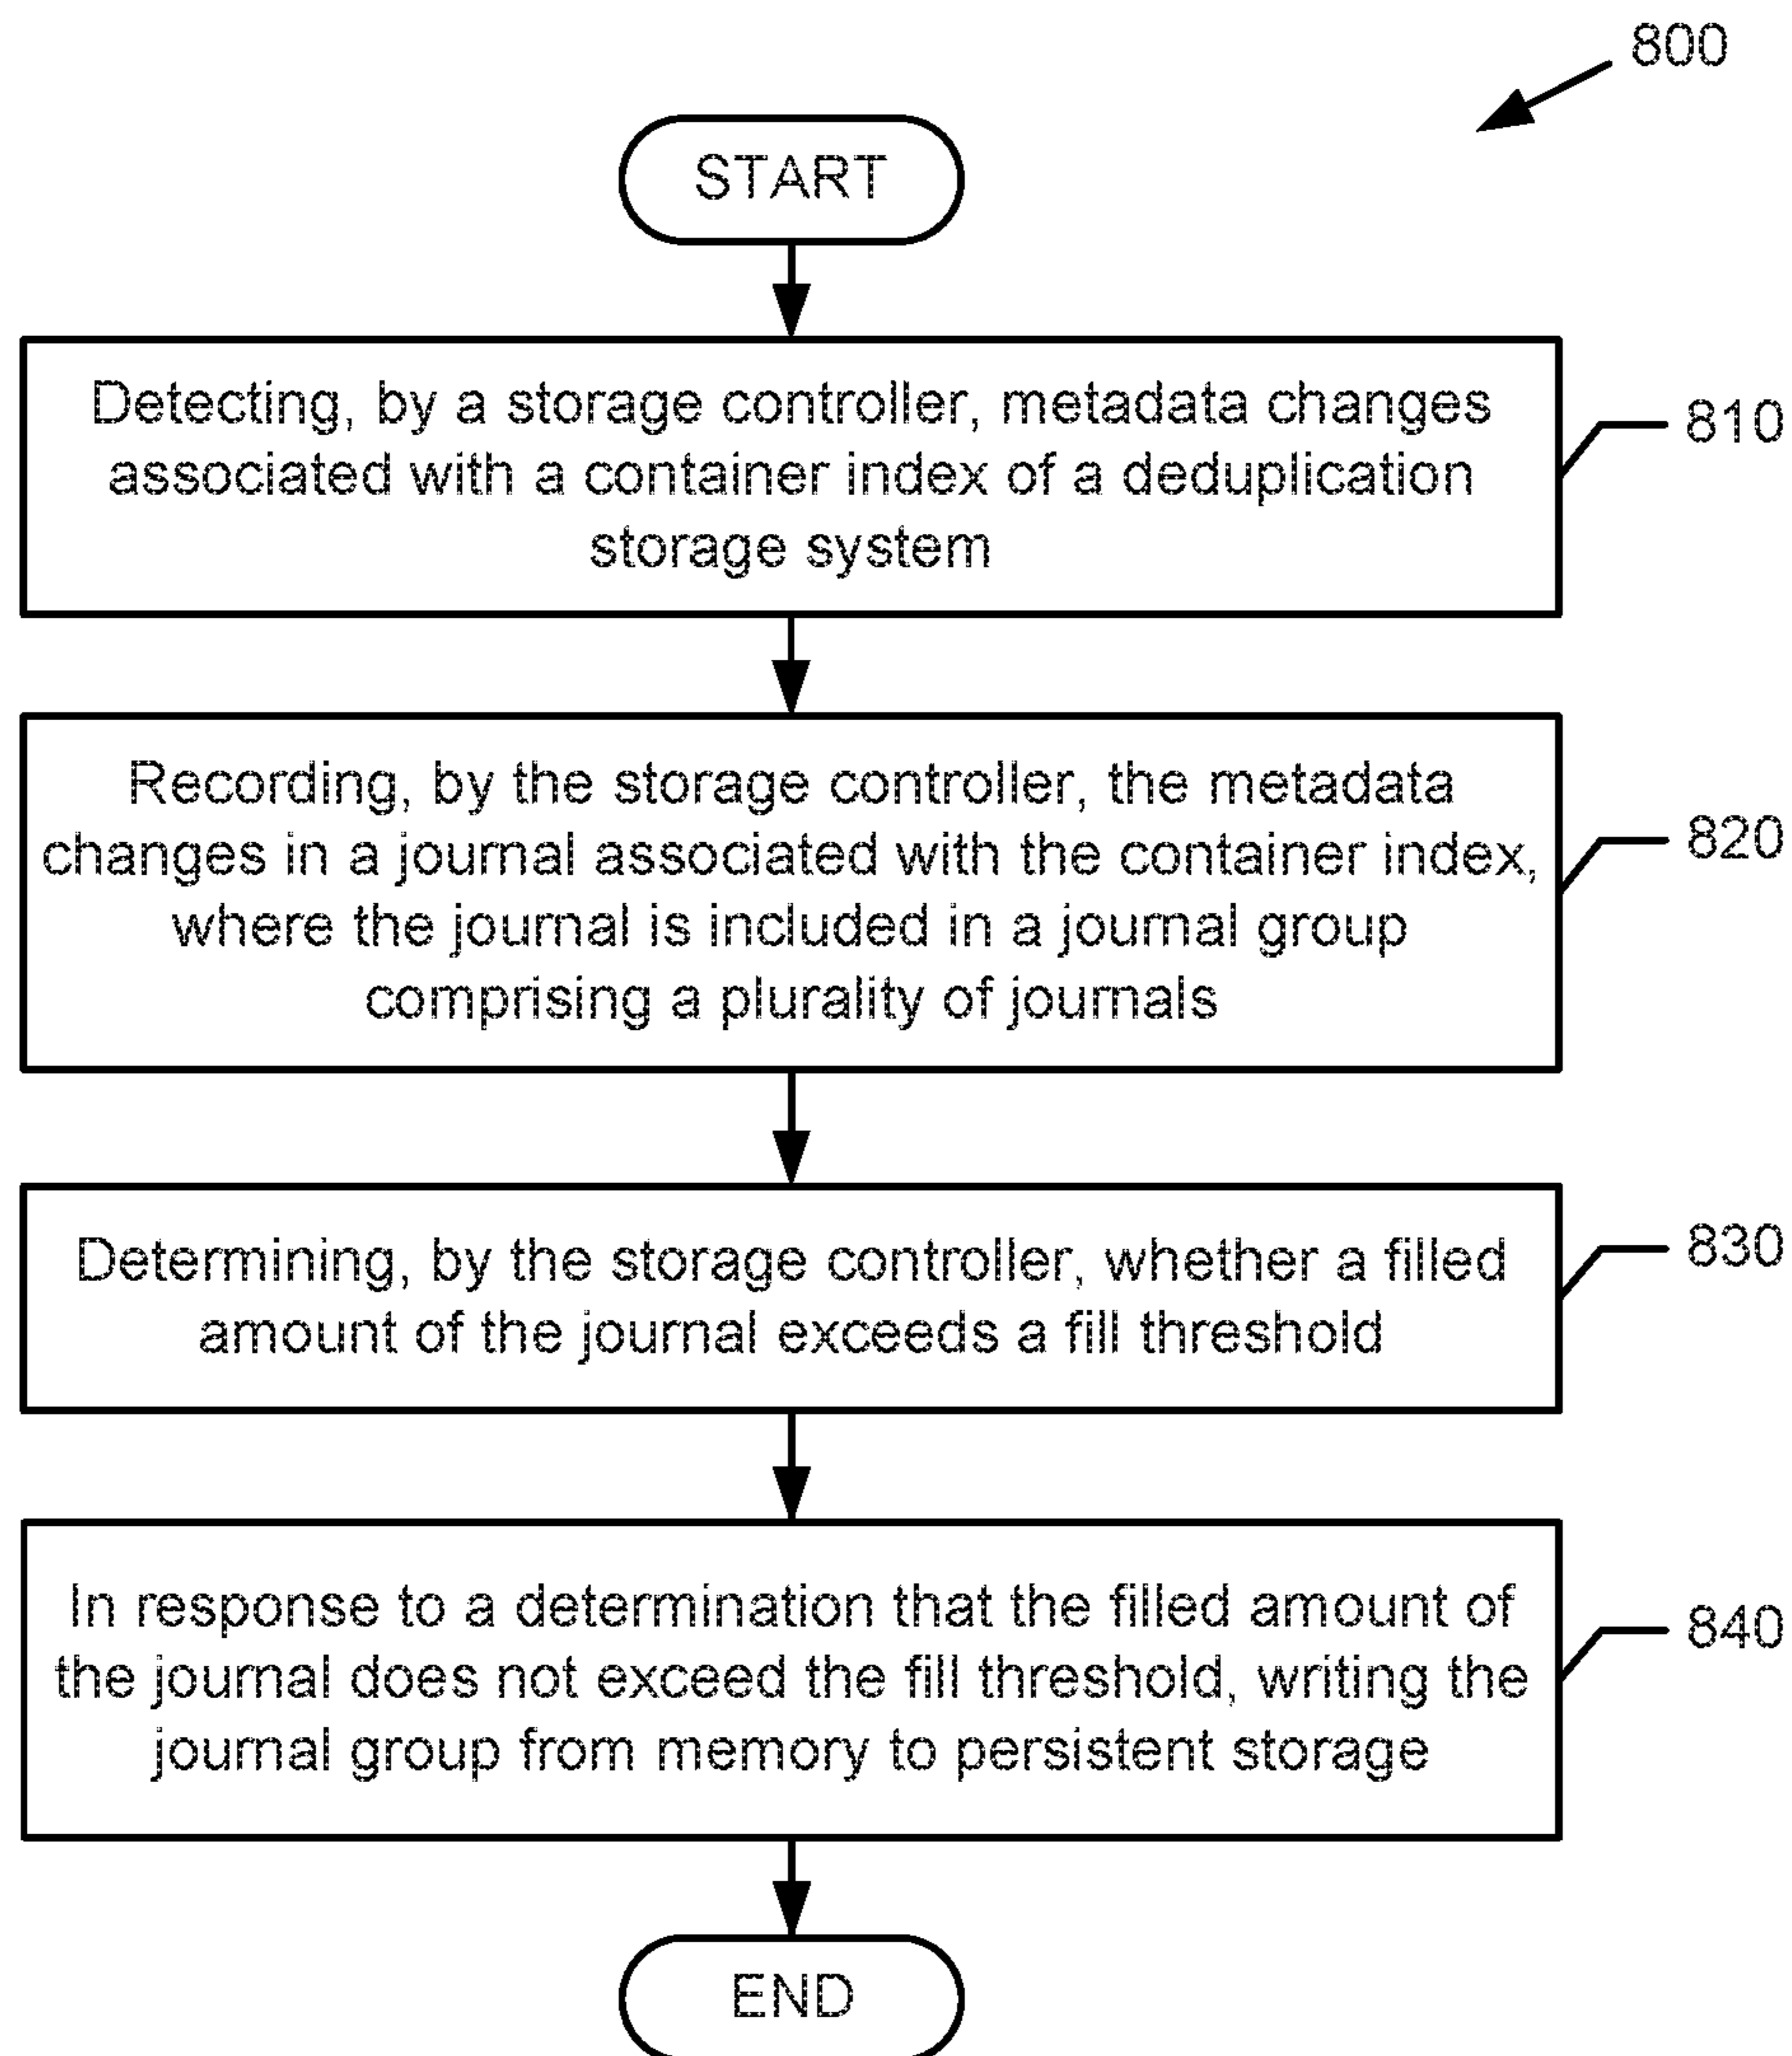 800
START
Detecting, by a storage controller, metadata changes
associated with a container index of a deduplication
storage system
810
Recording, by the storage controller, the metadata
changes in a journal associated with the container index,
where the journal is included in a journal group
comprising a plurality of journals
820
Determining, by the storage controller, whether a filled
amount of the journal exceeds a fill threshold
830
In response to a determination that the filled amount of
the journal does not exceed the fill threshold, writing the
journal group from memory to persistent storage
840
END